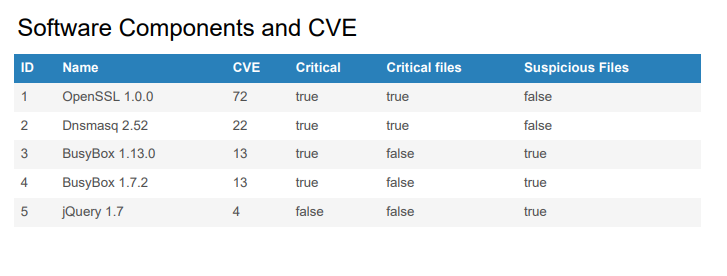 Software Components and CVE
ID Name CVE Critical Critical files Suspicious Files
1 OpenSSL 1.0.0 72 true true false
2 Dnsmasq 2.52 22 true true false
3 BusyBox 1.13.0 13 true false true
4 BusyBox 1.7.2 13 true false true
5 jQuery 1.7 4 false false true